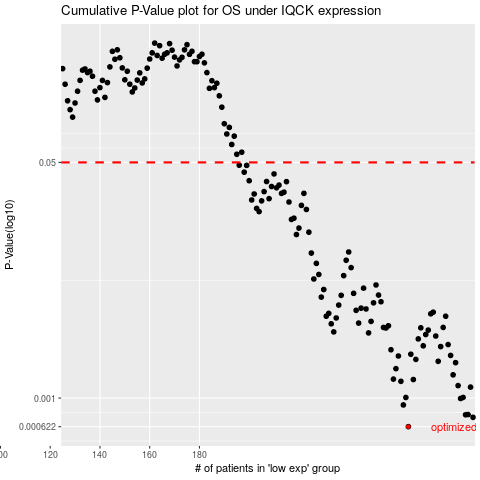 Cumulative P-Value plot for OS under IQCK expression
P-Value(log10)
0.05
0.001
0.000622
optimized
00 120 140 160 180
# of patients in 'low exp' group